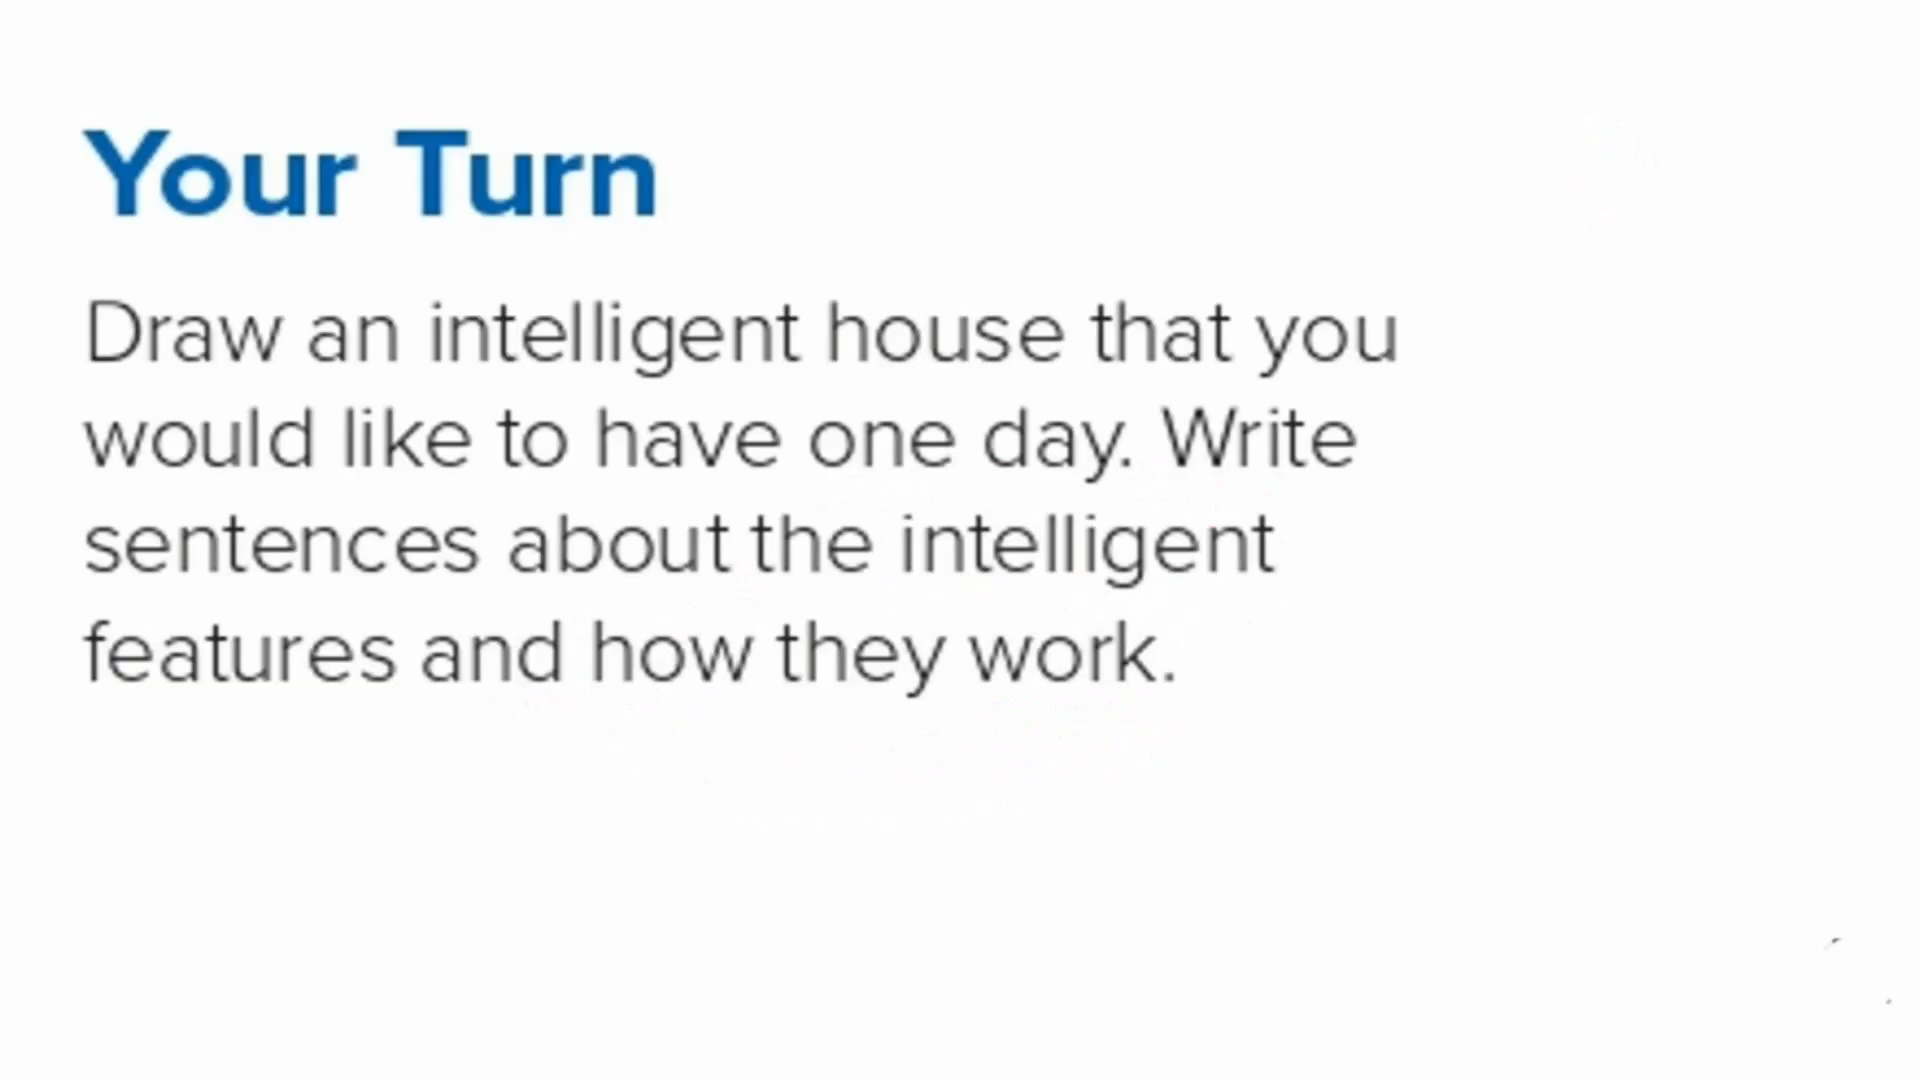 Your Turn
Draw an intelligent house that you
would like to have one day. Write
sentences about the intelligent
features and how they work.